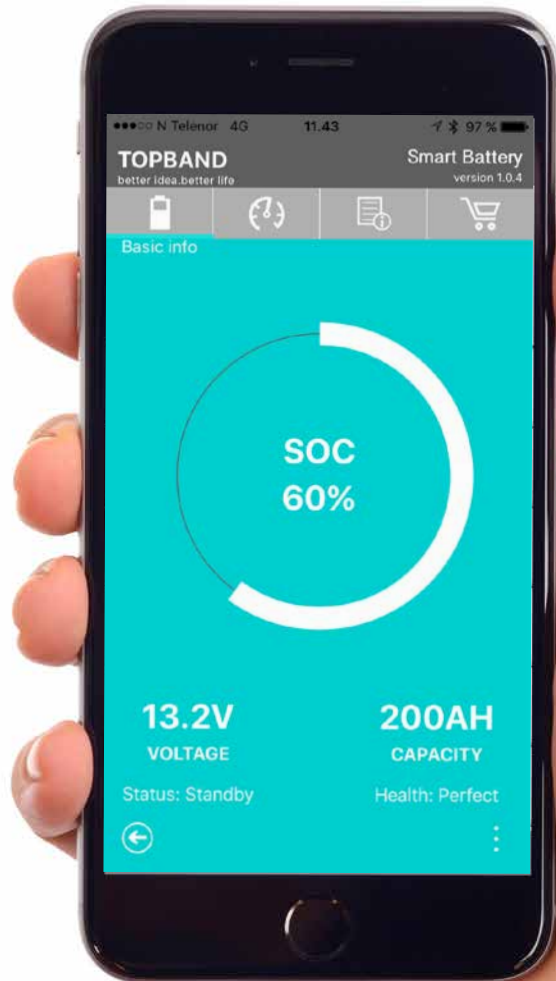 ●●●○○ N Telenor 4G 11.43 97 %
TOPBAND Smart Battery
better idea.better life version 1.0.4
Basic info
SOC
60%
13.2V 200AH
VOLTAGE CAPACITY
Status: Standby Health: Perfect